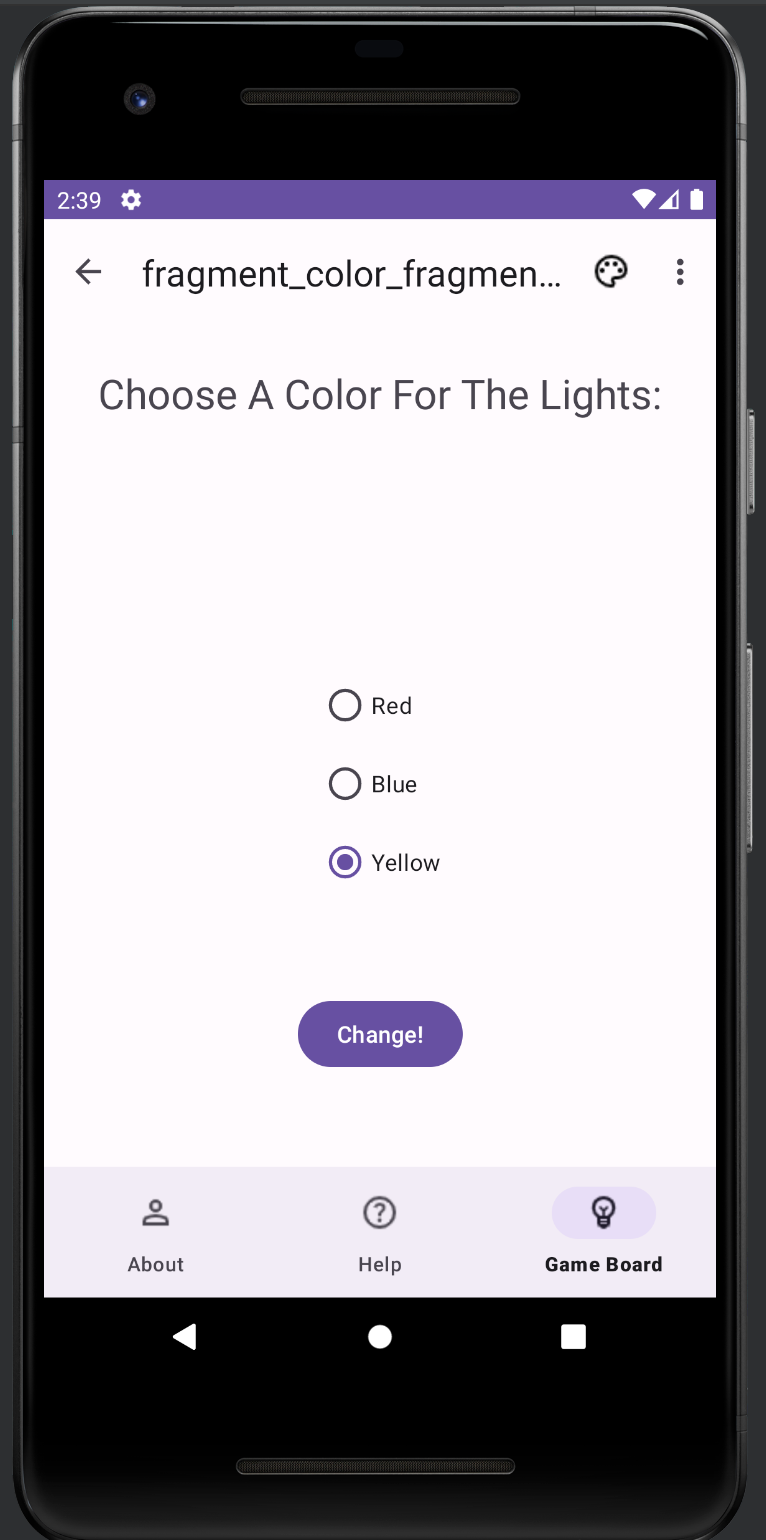 2:39
fragment_color_fragmen...
Choose A Color For The Lights:
Red
Blue
Yellow
Change!
About
Help
Game Board